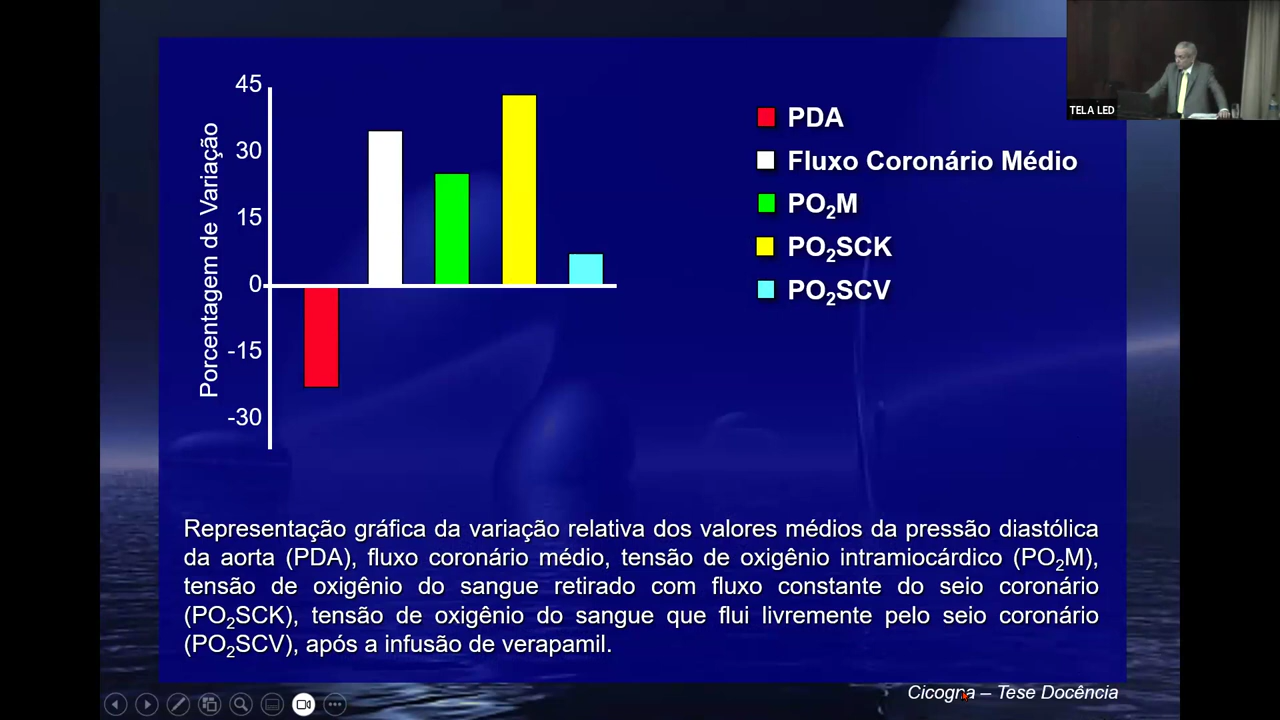 TELA LED
45
30
15
0
-15
-30
Porcentagem de Variação
PDA
Fluxo Coronário Médio
PO₂M
PO₂SCK
PO₂SCV
Representação gráfica da variação relativa dos valores médios da pressão diastólica
da aorta (PDA), fluxo coronário médio, tensão de oxigênio intramiocárdico (PO₂M),
tensão de oxigênio do sangue retirado com fluxo constante do seio coronário
(PO₂SCK), tensão de oxigênio do sangue que flui livremente pelo seio coronário
(PO₂SCV), após a infusão de verapamil.
Cicogna – Tese Docência